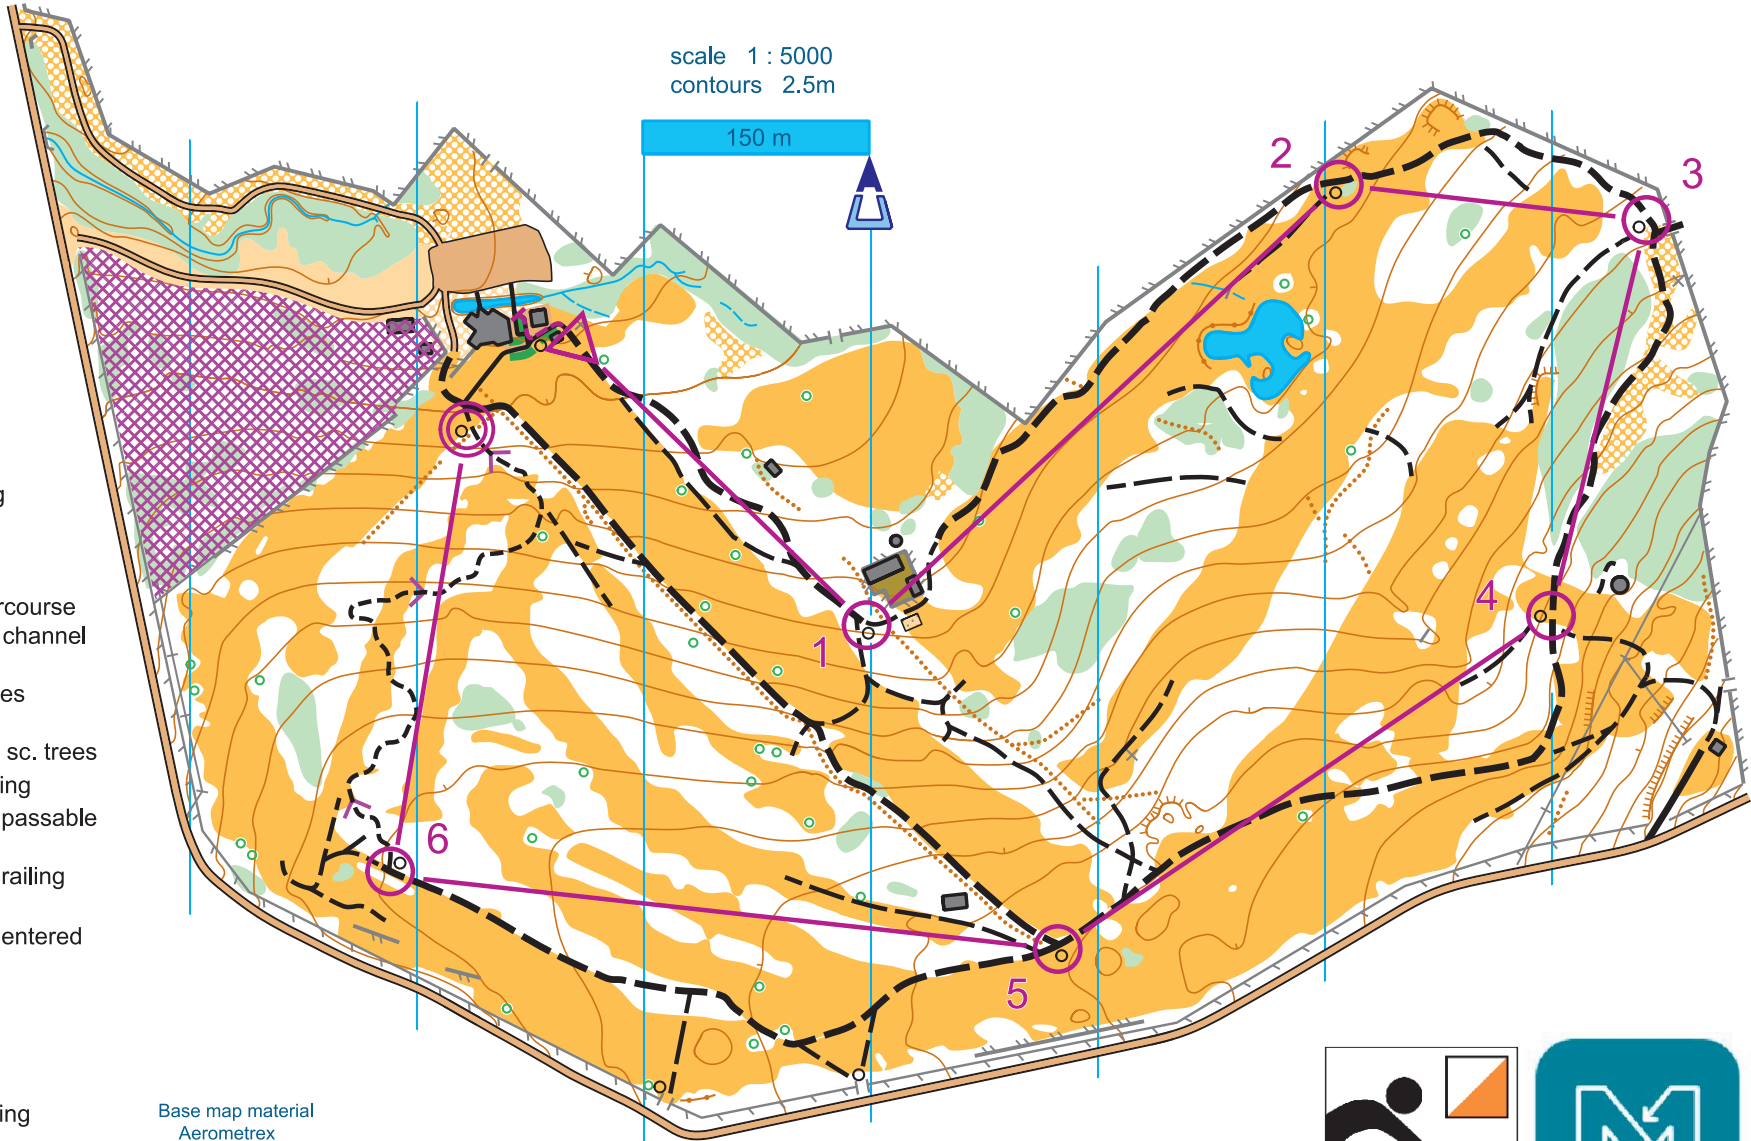 scale 1 : 5000
contours 2.5m
150 m
2
3
g
rcourse
channel
4
1
es
sc. trees
ing
passable
6
railing
entered
5
ing
Base map material
Aerometrex